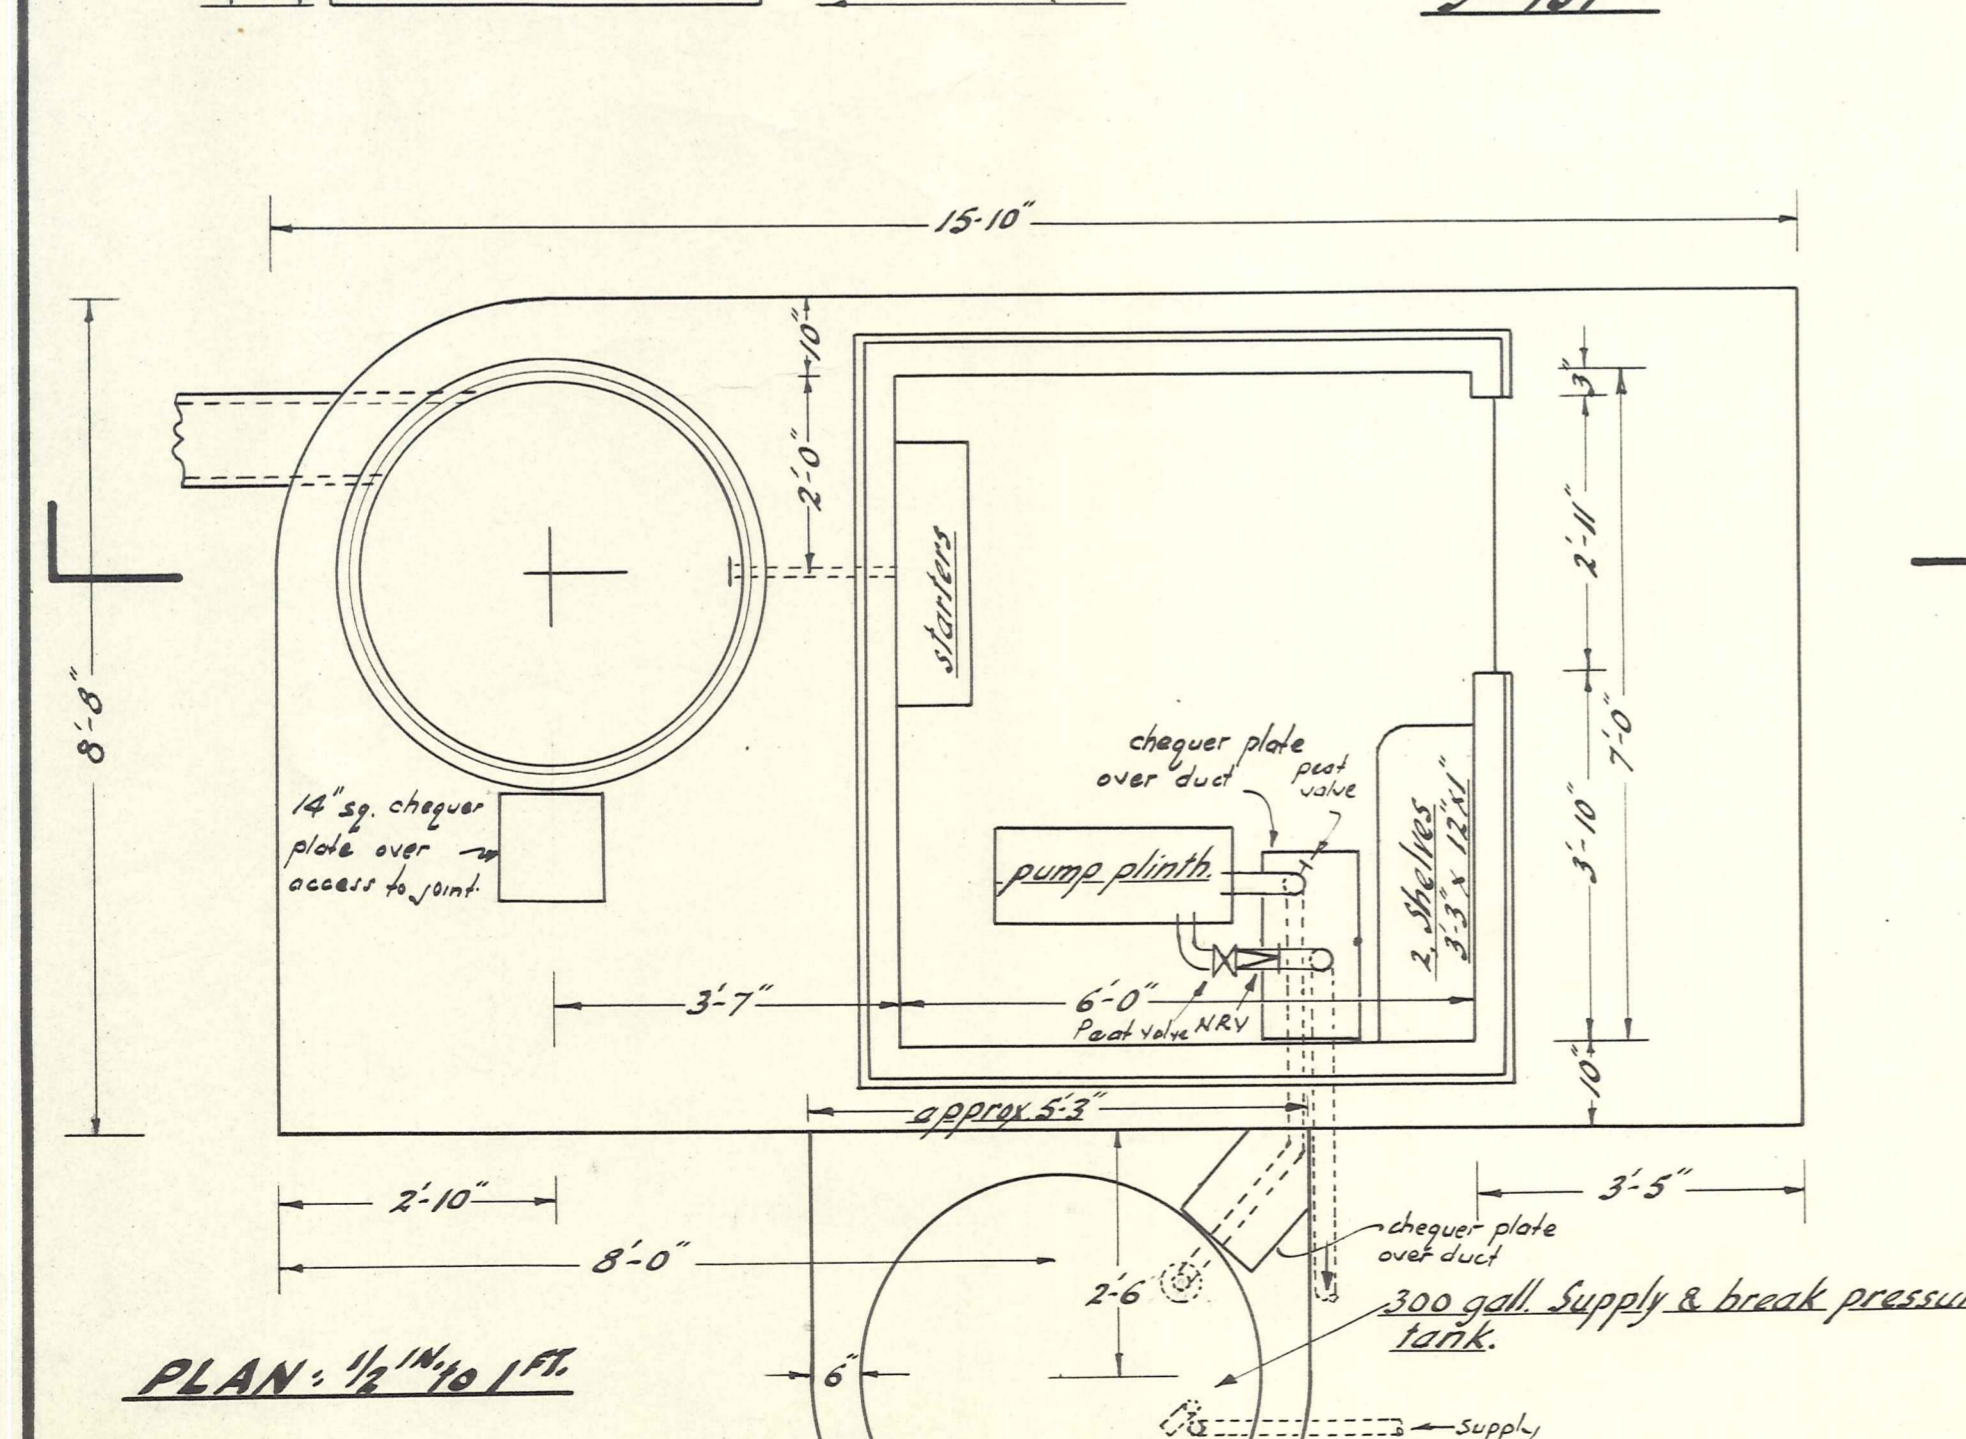 15-10"
10"
2'-0"
3"
2'-11"
7'-0"
3'-10"
10"
8'-8"
starters
chequer plate
over duct
peat
valve
14" sq. chequer
plate over
access to joint.
pump plinth.
2, Shelves
3'-3" x 12" x 1"
3'-7"
6'-0"
Peat valve NRV
approx. 5'-3"
2'-10"
3'-5"
8'-0"
chequer plate
over duct
2'-6
300 gall. Supply & break pressu
tank.
6"
PLAN: 1/2 IN. to 1 FT.
supply